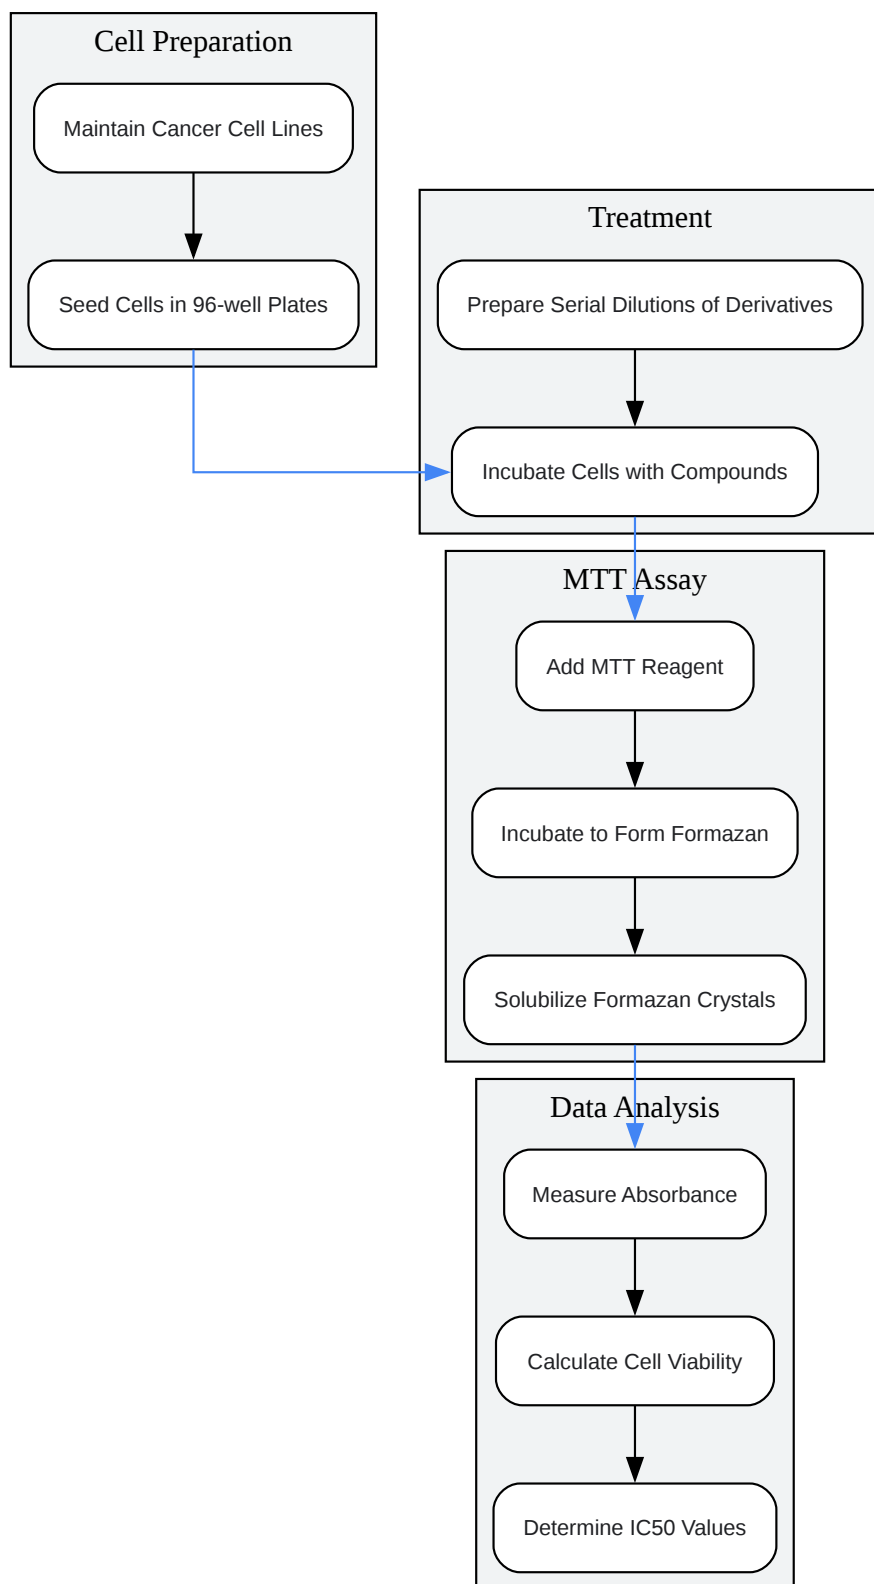 Cell Preparation
Maintain Cancer Cell Lines
Seed Cells in 96-well Plates
Treatment
Prepare Serial Dilutions of Derivatives
Incubate Cells with Compounds
MTT Assay
Add MTT Reagent
Incubate to Form Formazan
Solubilize Formazan Crystals
Data Analysis
Measure Absorbance
Calculate Cell Viability
Determine IC50 Values